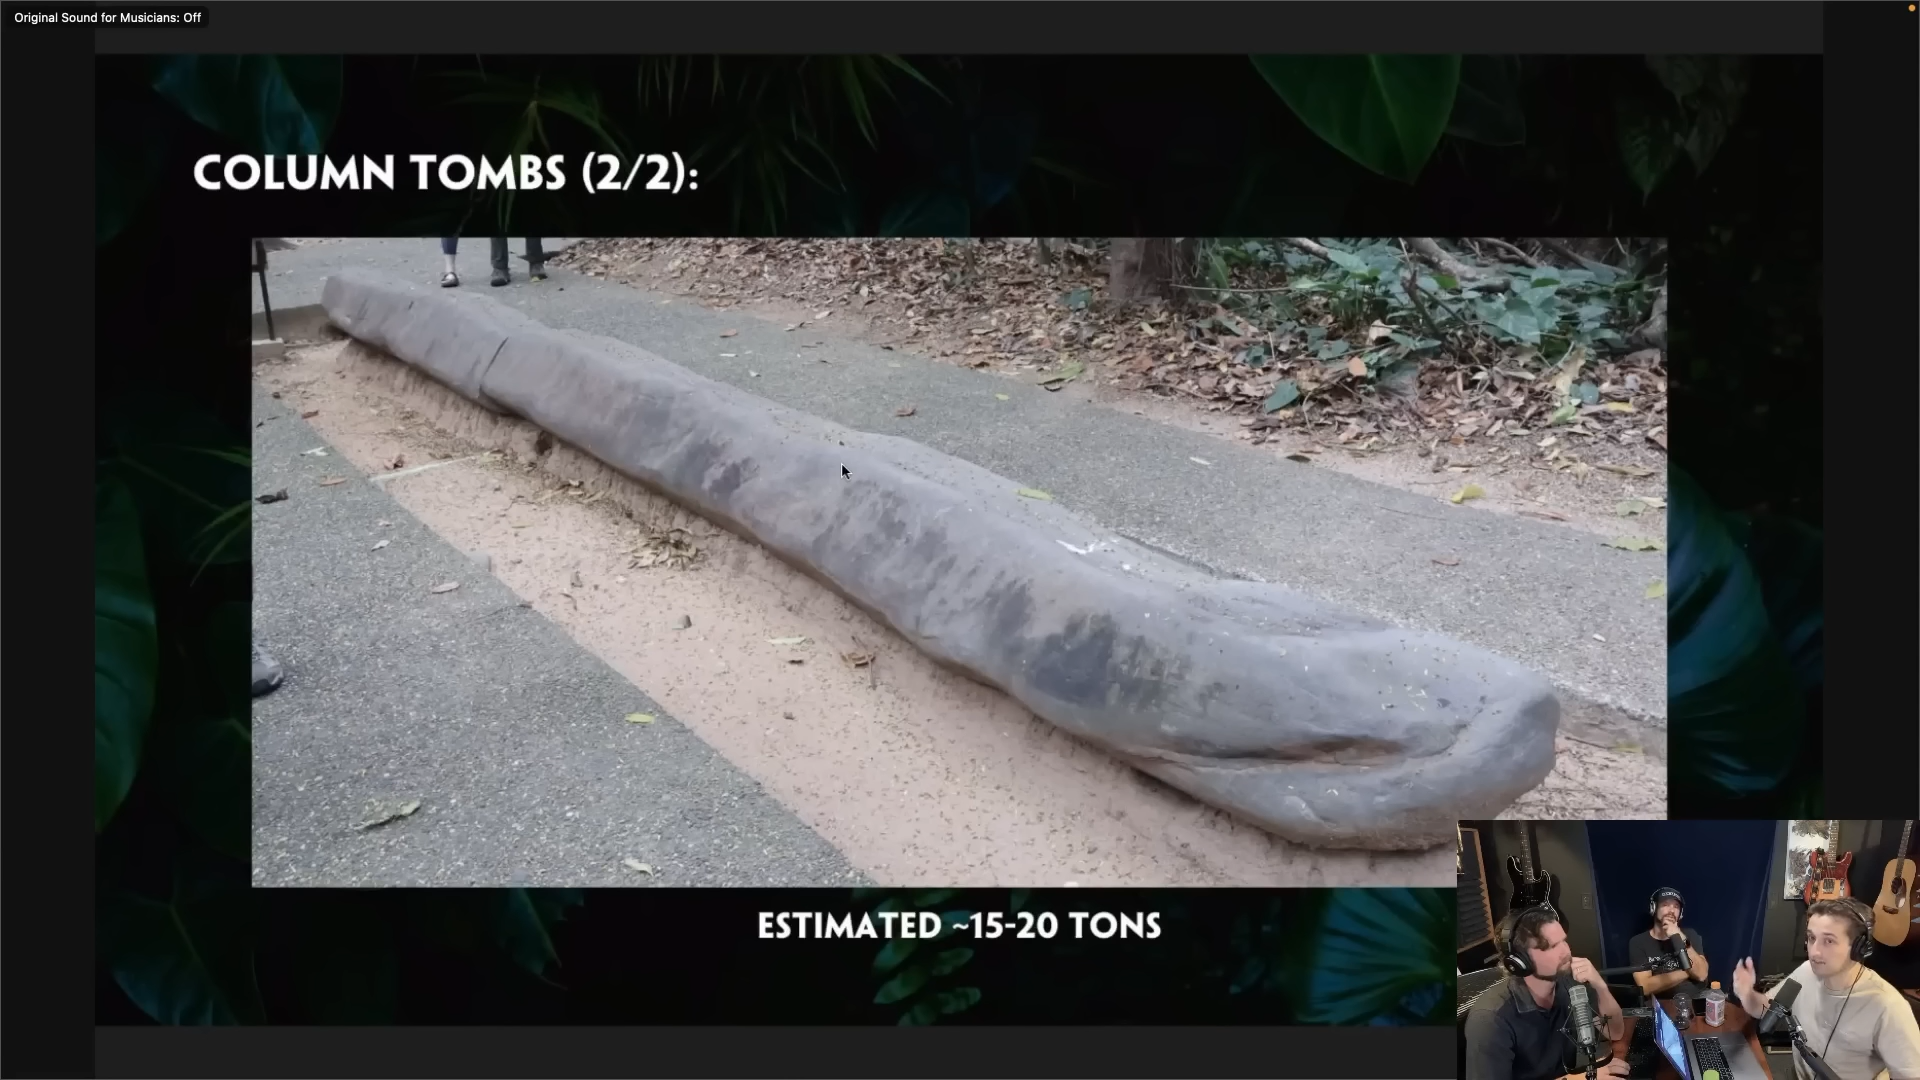 Original Sound for Musicians: Off
COLUMN TOMBS (2/2):
ESTIMATED ~15-20 TONS